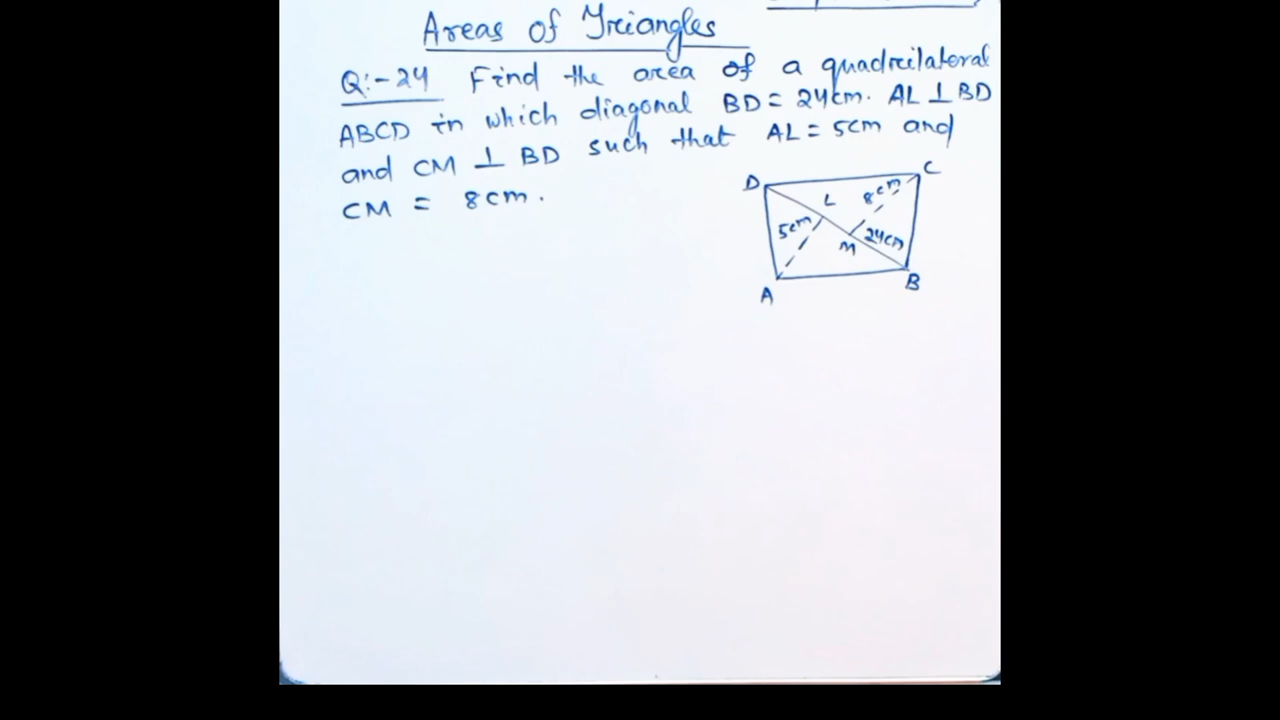 Areas of Triangles
Q:-24 Find the area of a quadrilateral
ABCD in which diagonal BD = 24cm. AL ⊥ BD
and CM ⊥ BD such that AL = 5cm and
CM = 8cm.
D
C
L
8cm
5cm
M
24cm
A
B